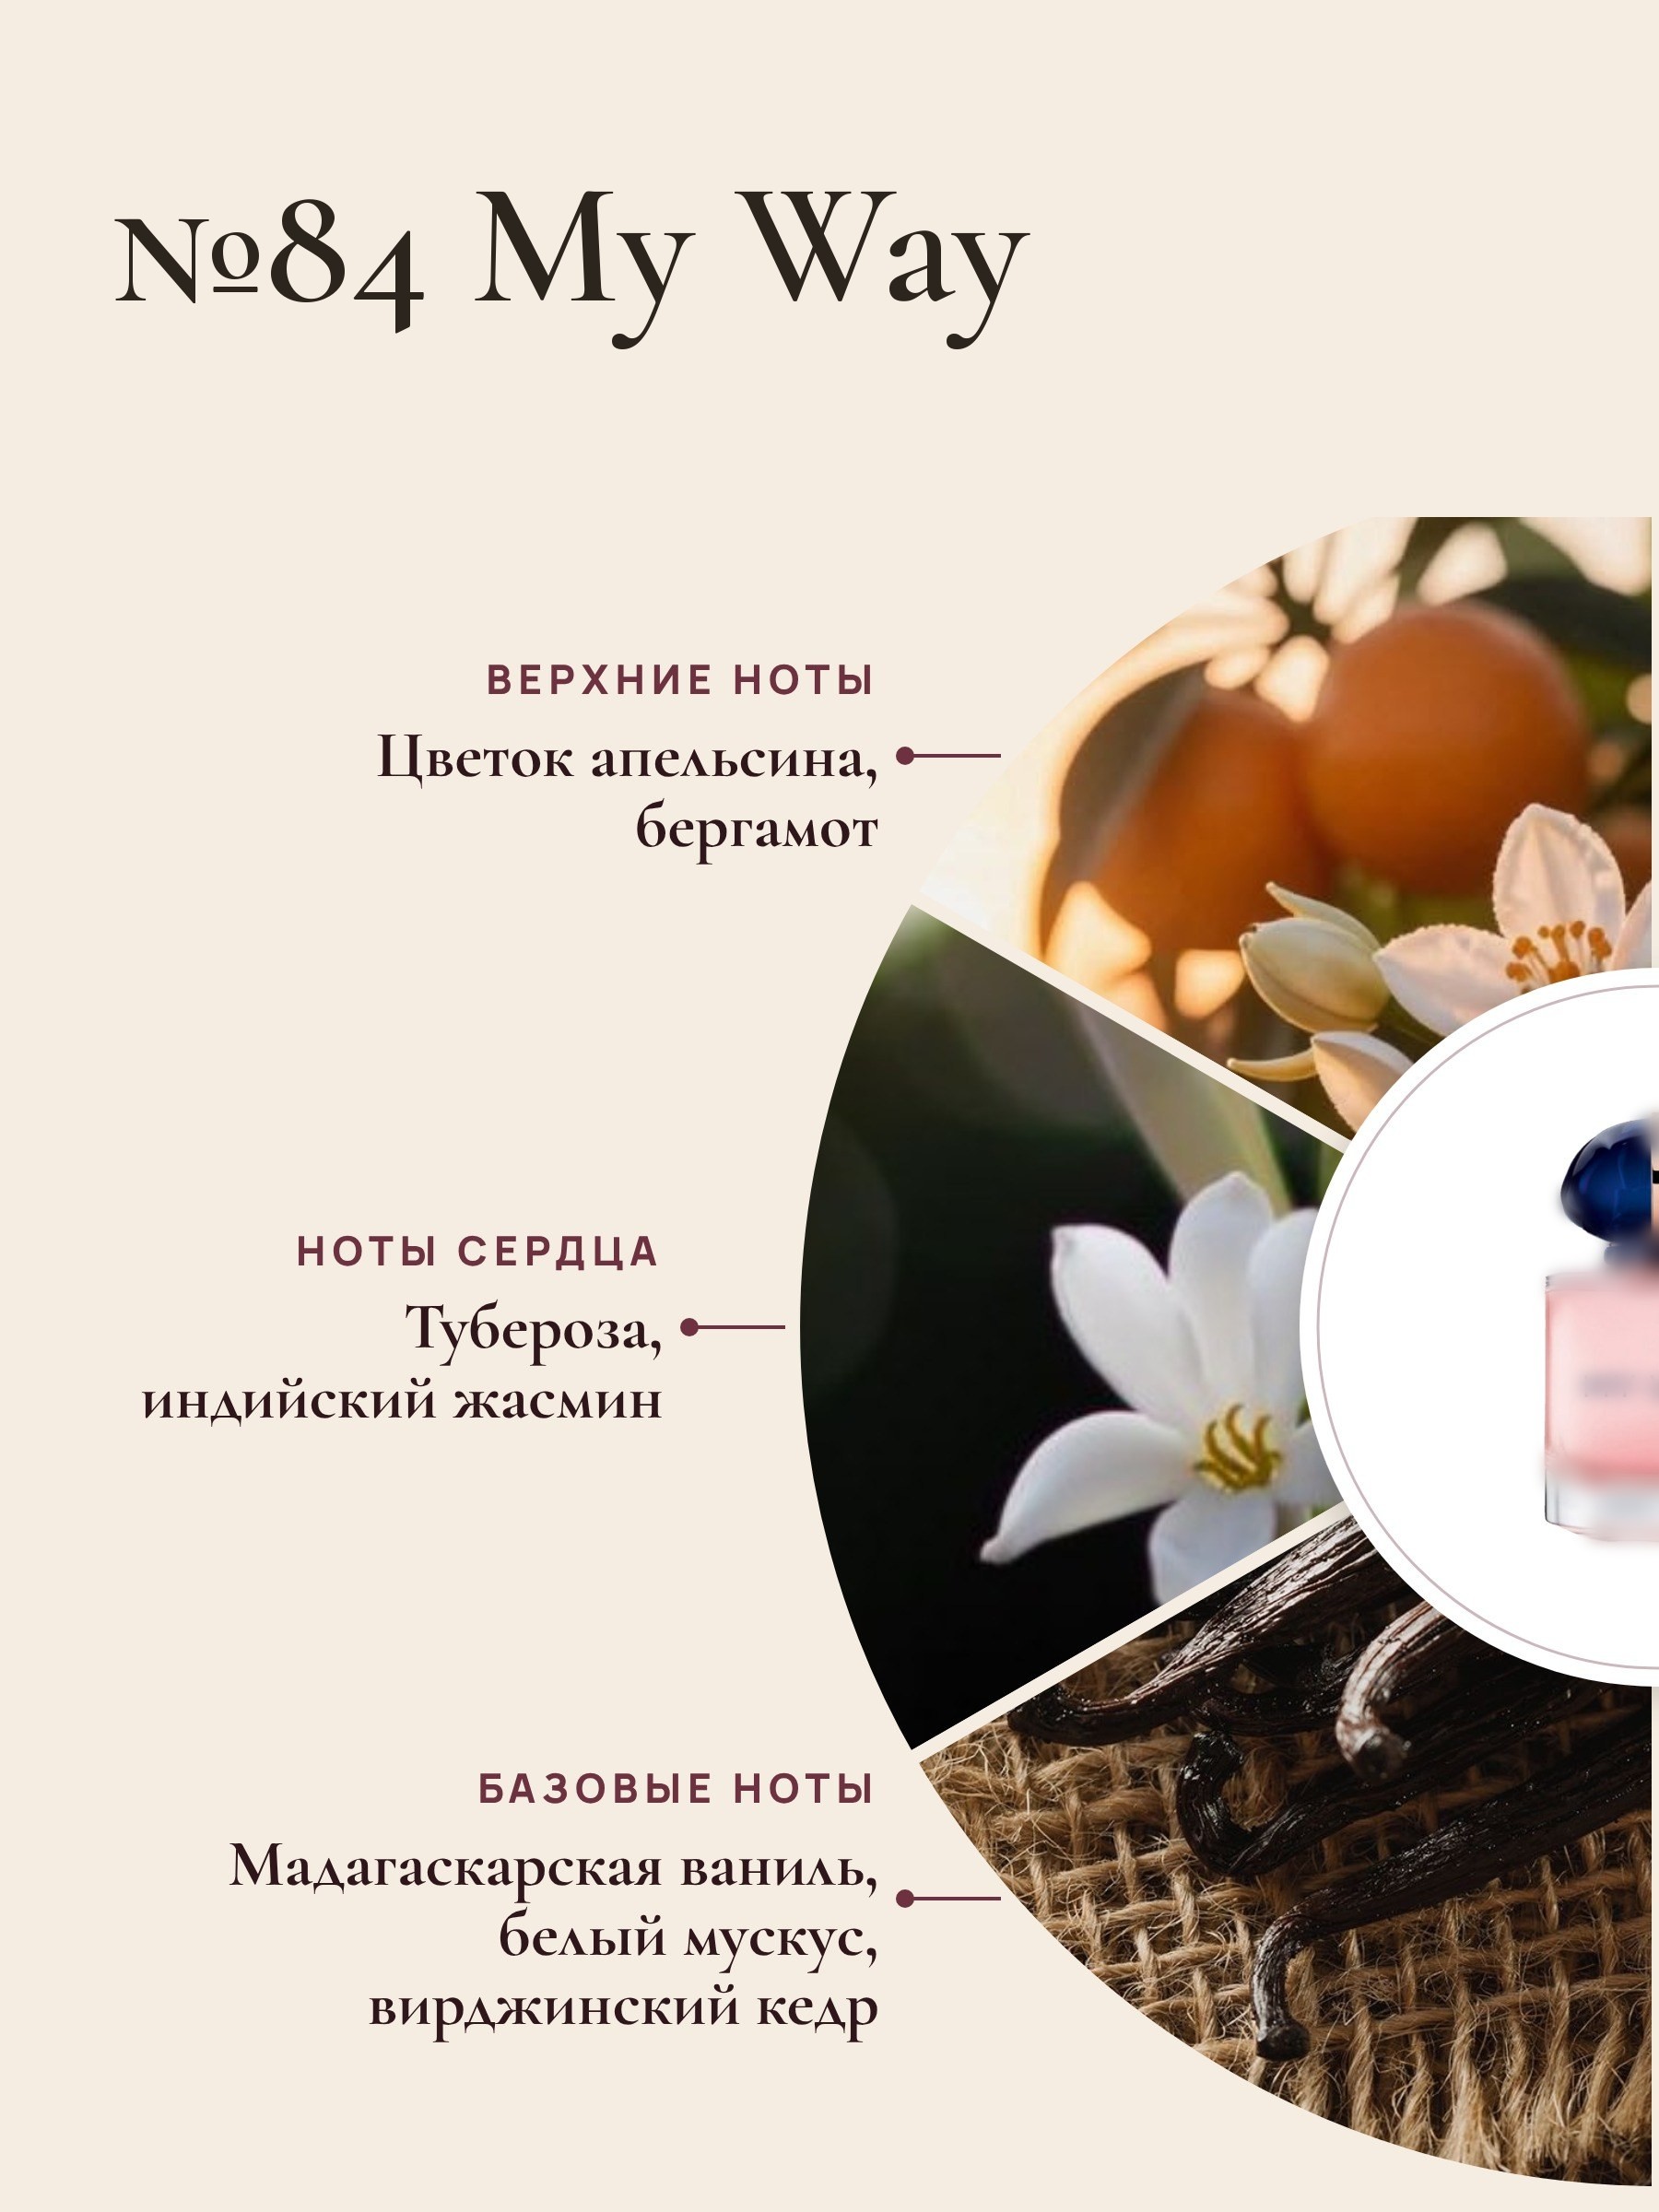 №84 My Way
ВЕРХНИЕ НОТЫ
Цветок апельсина,
бергамот
НОТЫ СЕРДЦА
Тубероза,
индийский жасмин
БАЗОВЫЕ НОТЫ
Мадагаскарская ваниль,
белый мускус,
вирджинский кедр